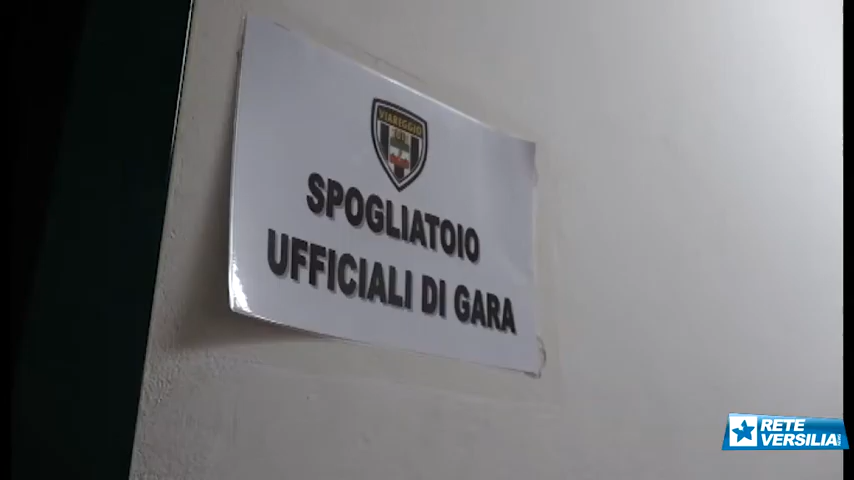 VIAREGGIO
SPOGLIATOIO
UFFICIALI DI GARA
RETE
VERSILIA